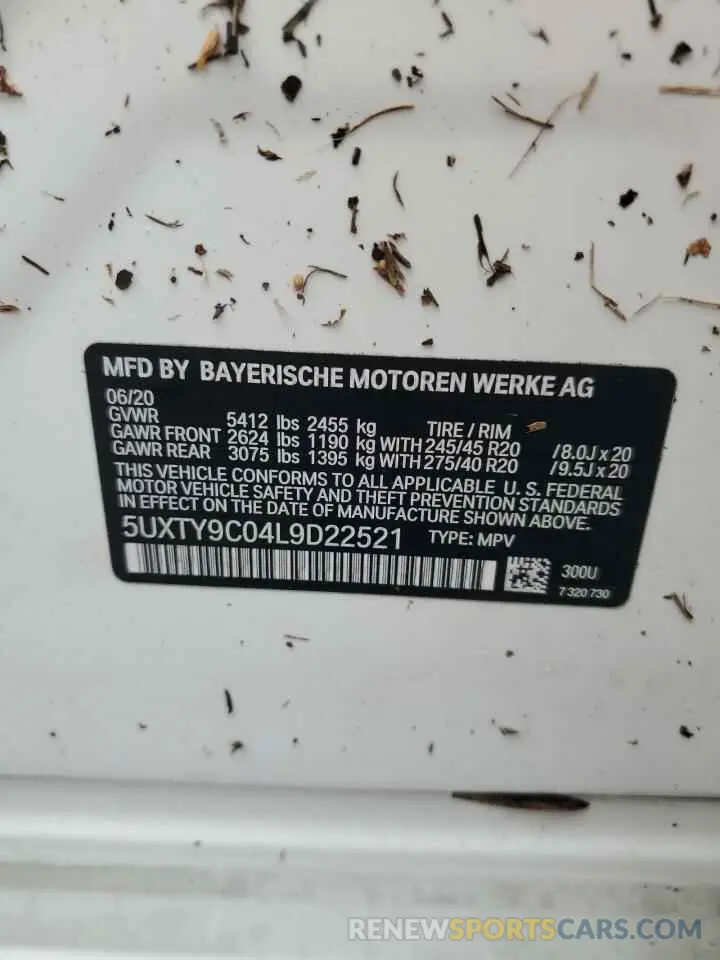 MFD BY BAYERISCHE MOTOREN WERKE AG
06/20
GVWR 5412 lbs 2455 kg TIRE / RIM
GAWR FRONT 2624 lbs 1190 kg WITH 245/45 R20 /8.0J x 20
GAWR REAR 3075 lbs 1395 kg WITH 275/40 R20 /9.5J x 20
THIS VEHICLE CONFORMS TO ALL APPLICABLE U. S. FEDERAL
MOTOR VEHICLE SAFETY AND THEFT PREVENTION STANDARDS
IN EFFECT ON THE DATE OF MANUFACTURE SHOWN ABOVE.
5UXTY9C04L9D22521 TYPE: MPV
300U
7 320 730
RENEWSPORTSCARS.COM